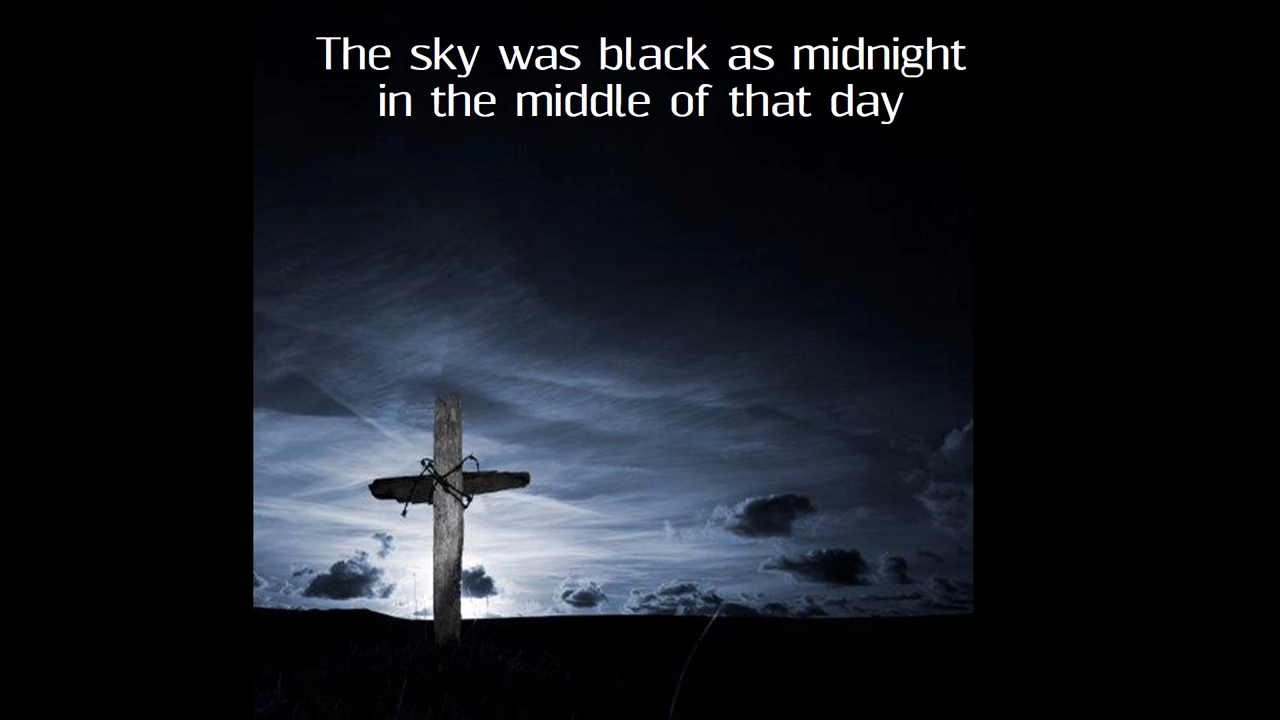 The sky was black as midnight
in the middle of that day